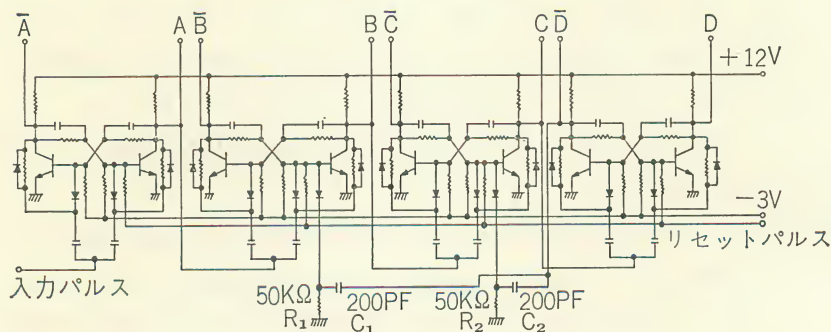 A̅ A B̅ B C̅ C D̅ D
+12V
−3V
リセットパルス
入力パルス
50KΩ 200PF 50KΩ 200PF
R₁ C₁ R₂ C₂